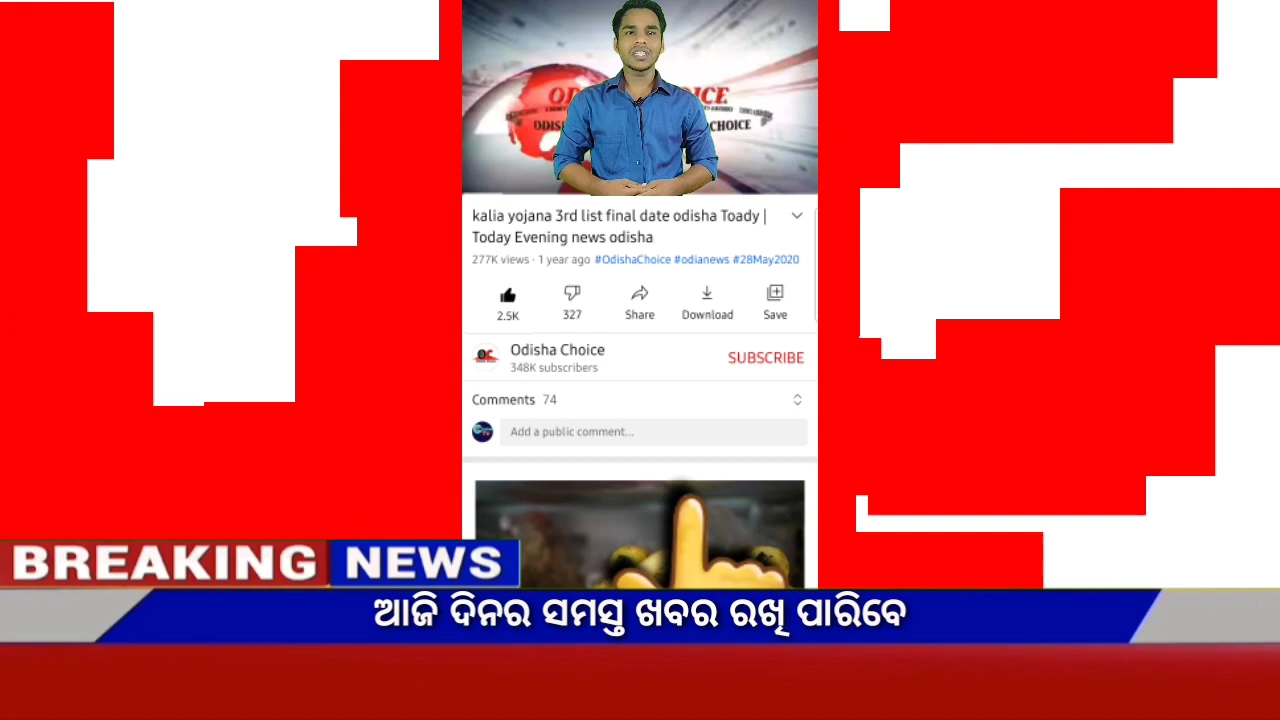 kalia yojana 3rd list final date odisha Toady |
Today Evening news odisha
277K views · 1 year ago #OdishaChoice #odianews #28May2020
2.5K 327 Share Download Save
Odisha Choice
SUBSCRIBE
348K subscribers
Comments 74
Add a public comment...
BREAKING NEWS
ଆଜି ଦିନର ସମସ୍ତ ଖବର ରଖି ପାରିବେ